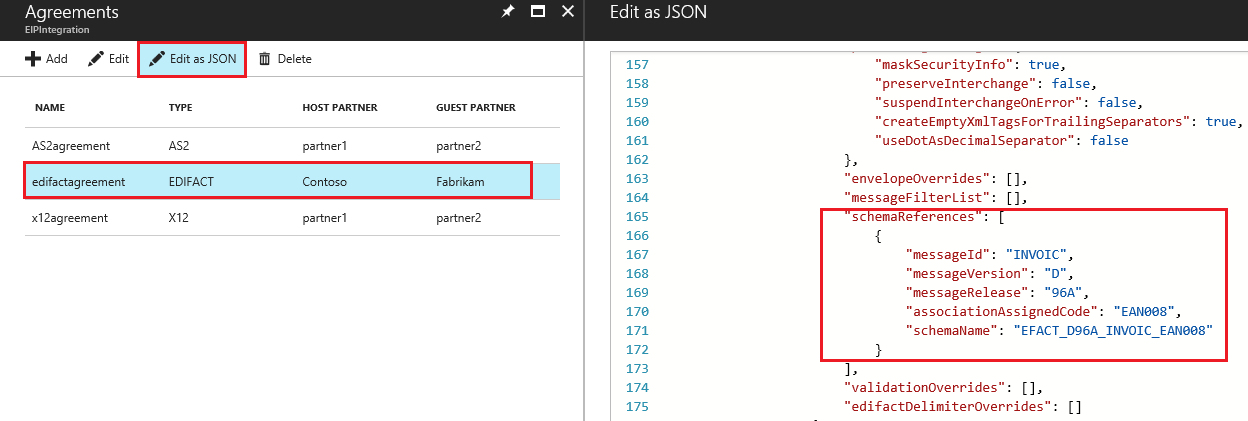 Agreements
EIPIntegration
Add Edit Edit as JSON Delete
NAME TYPE HOST PARTNER GUEST PARTNER
AS2agreement AS2 partner1 partner2
edifactagreement EDIFACT Contoso Fabrikam
x12agreement X12 partner1 partner2
Edit as JSON
157 "maskSecurityInfo": true,
158 "preserveInterchange": false,
159 "suspendInterchangeOnError": false,
160 "createEmptyXmlTagsForTrailingSeparators": true,
161 "useDotAsDecimalSeparator": false
162 },
163 "envelopeOverrides": [],
164 "messageFilterList": [],
165 "schemaReferences": [
166 {
167 "messageId": "INVOIC",
168 "messageVersion": "D",
169 "messageRelease": "96A",
170 "associationAssignedCode": "EAN008",
171 "schemaName": "EFACT_D96A_INVOIC_EAN008"
172 }
173 ],
174 "validationOverrides": [],
175 "edifactDelimiterOverrides": []